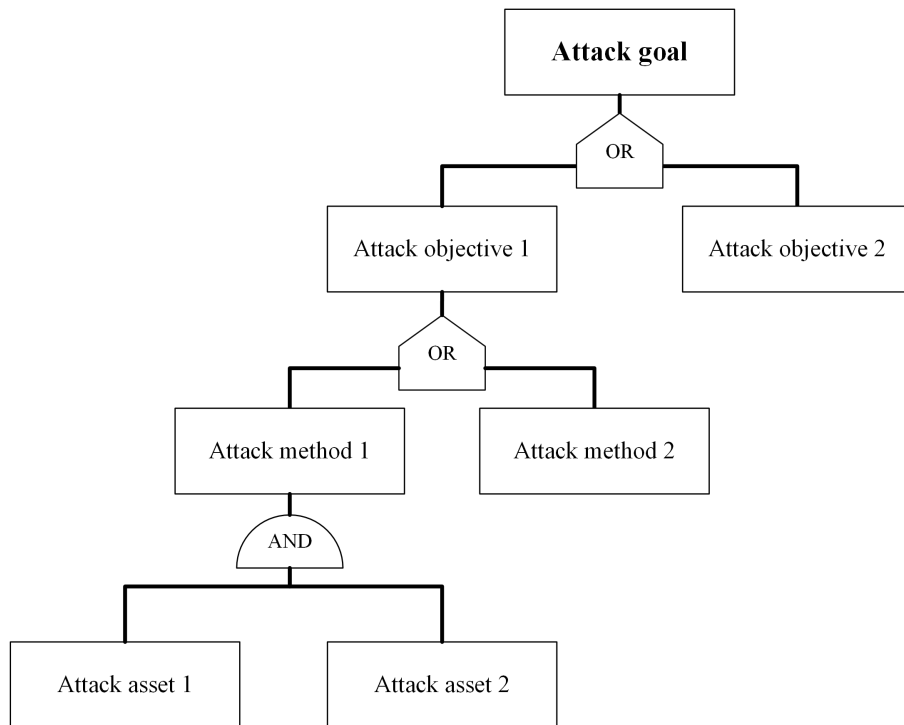 Attack goal
OR
Attack objective 1
Attack objective 2
OR
Attack method 1
Attack method 2
AND
Attack asset 1
Attack asset 2